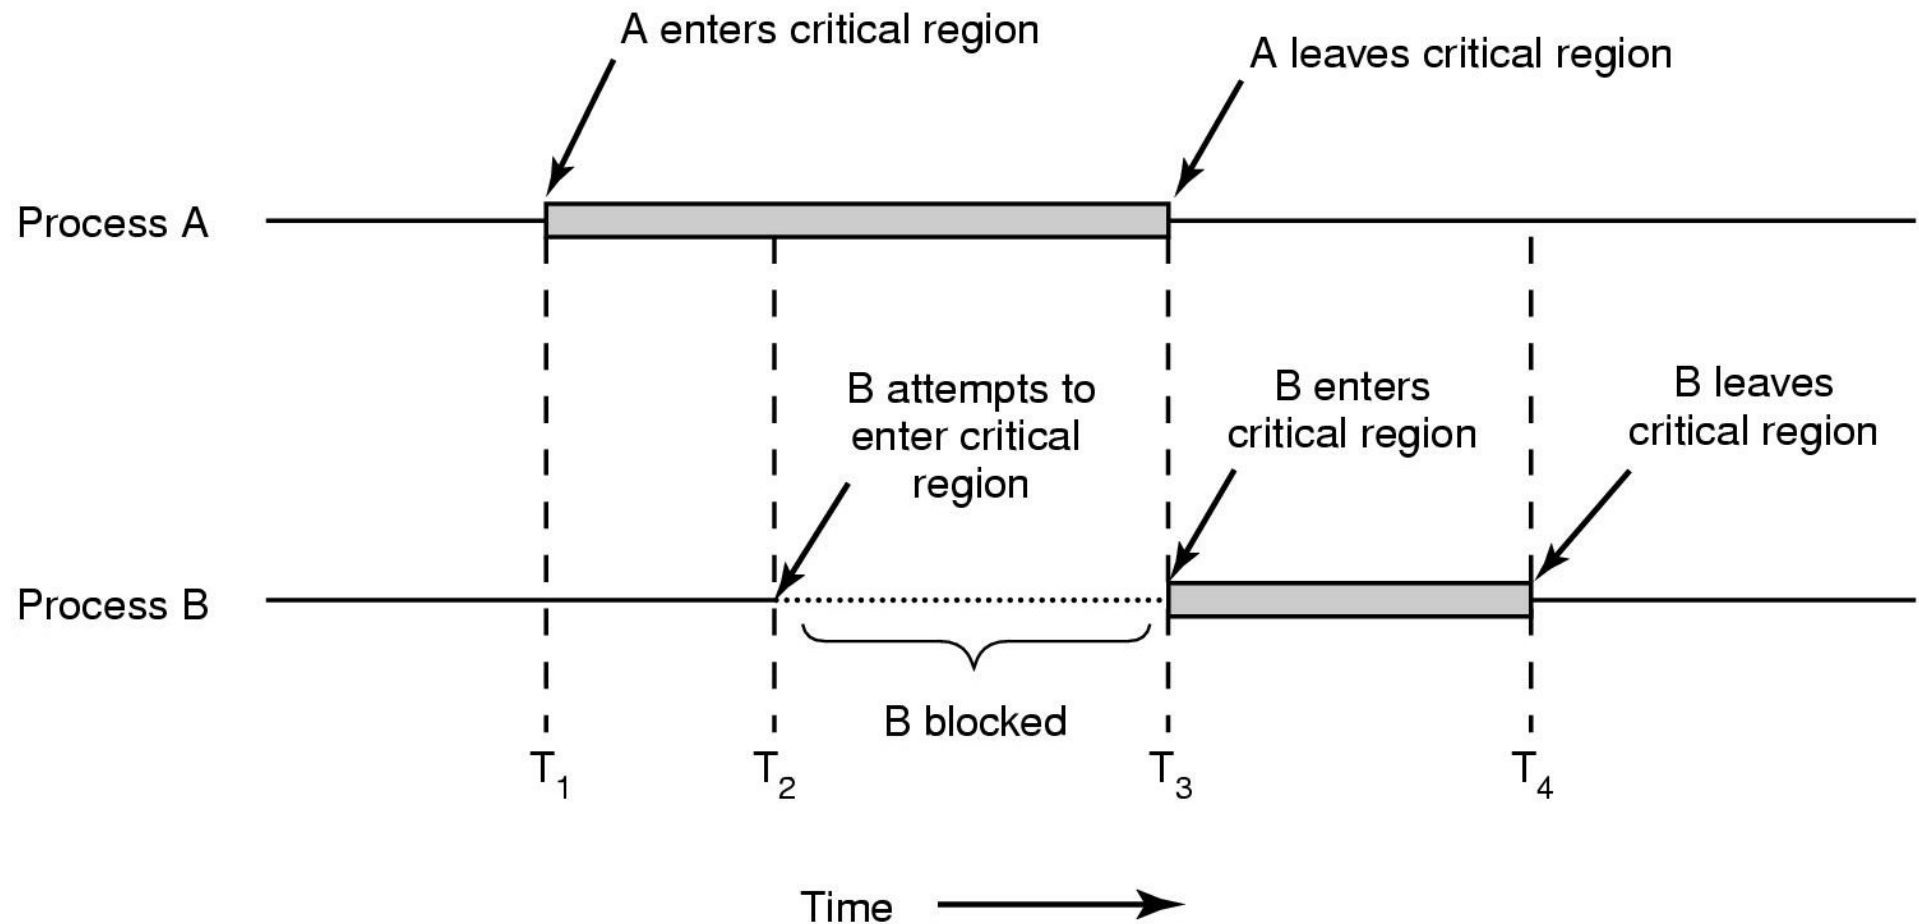 A enters critical region
A leaves critical region
Process A
B attempts to
enter critical
region
B enters
critical region
B leaves
critical region
Process B
B blocked
T1
T2
T3
T4
Time